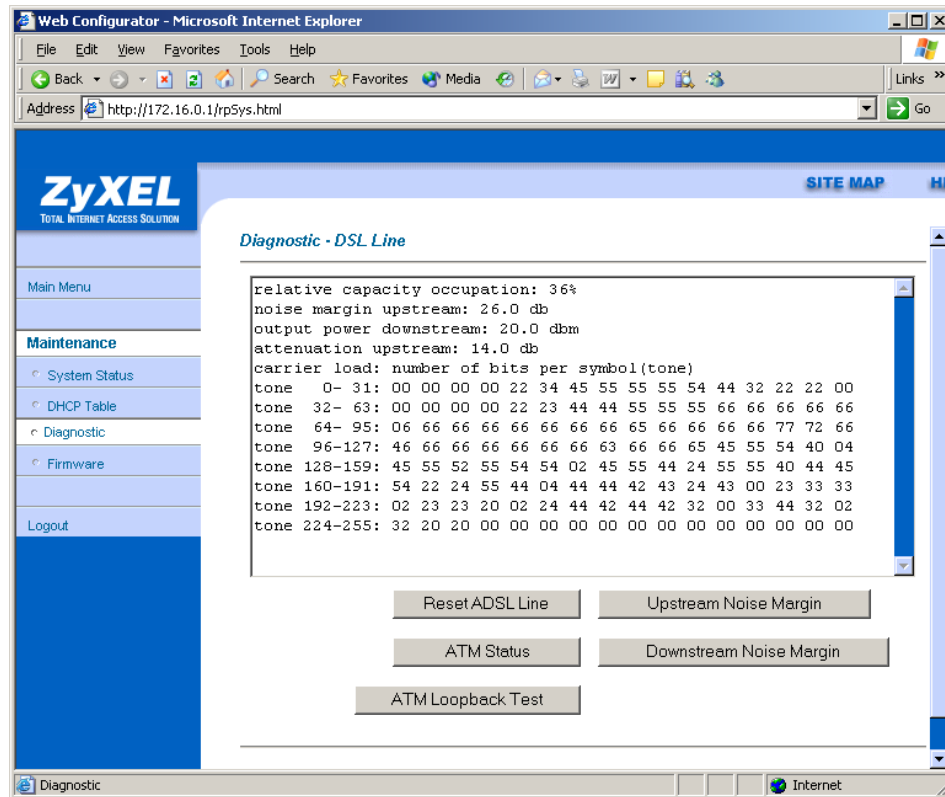 Web Configurator - Microsoft Internet Explorer
File Edit View Favorites Tools Help
Back Search Favorites Media Links »
Address http://172.16.0.1/rpSys.html Go
ZyXEL
TOTAL INTERNET ACCESS SOLUTION
SITE MAP
Diagnostic - DSL Line
Main Menu
Maintenance
System Status
DHCP Table
Diagnostic
Firmware
Logout
relative capacity occupation: 36%
noise margin upstream: 26.0 db
output power downstream: 20.0 dbm
attenuation upstream: 14.0 db
carrier load: number of bits per symbol(tone)
tone 0- 31: 00 00 00 00 22 34 45 55 55 55 54 44 32 22 22 00
tone 32- 63: 00 00 00 00 22 23 44 44 55 55 55 66 66 66 66 66
tone 64- 95: 06 66 66 66 66 66 66 66 65 66 66 66 66 77 72 66
tone 96-127: 46 66 66 66 66 66 66 63 66 66 65 45 55 54 40 04
tone 128-159: 45 55 52 55 54 54 02 45 55 44 24 55 55 40 44 45
tone 160-191: 54 22 24 55 44 04 44 44 42 43 24 43 00 23 33 33
tone 192-223: 02 23 23 20 02 24 44 42 44 42 32 00 33 44 32 02
tone 224-255: 32 20 20 00 00 00 00 00 00 00 00 00 00 00 00 00
Reset ADSL Line Upstream Noise Margin
ATM Status Downstream Noise Margin
ATM Loopback Test
Diagnostic Internet